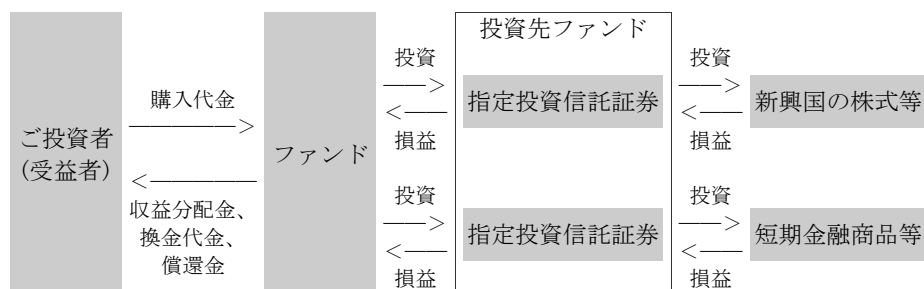 投資先ファンド
投資
投資
――>
――>
購入代金
指定投資信託証券
新興国の株式等
<――
<――
―――――>
損益
損益
ご投資者
(受益者)
ファンド
<―――――
投資
投資
収益分配金、
――>
――>
換金代金、
指定投資信託証券
短期金融商品等
<――
<――
償還金
損益
損益